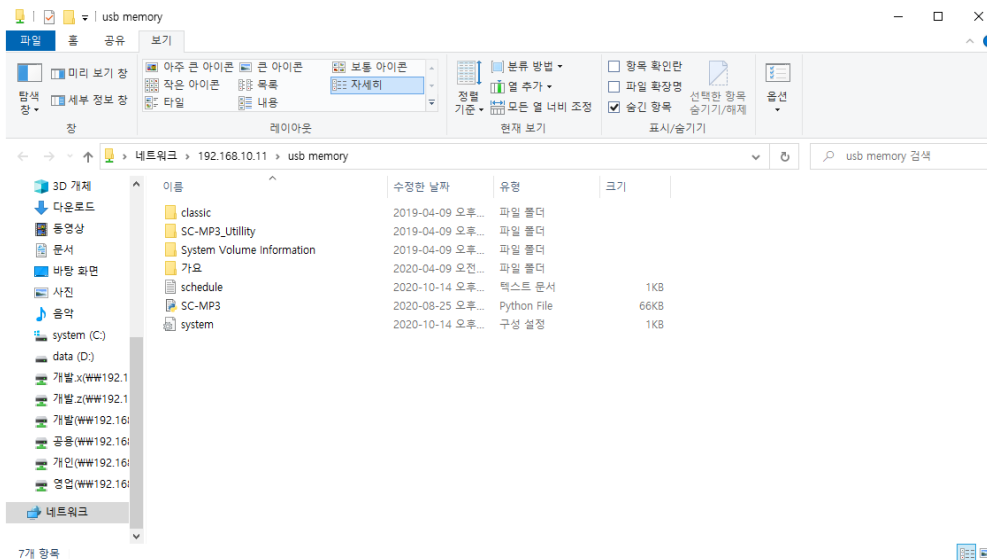 usb memory
파일 홈 공유 보기
탐색 창
미리 보기 창
세부 정보 창
창
아주 큰 아이콘 큰 아이콘 보통 아이콘
작은 아이콘 목록 자세히
타일 내용
레이아웃
정렬 기준
분류 방법
열 추가
모든 열 너비 조정
현재 보기
항목 확인란
파일 확장명
숨긴 항목
선택한 항목 숨기기/해제
표시/숨기기
옵션
네트워크 › 192.168.10.11 › usb memory
usb memory 검색
3D 개체
다운로드
동영상
문서
바탕 화면
사진
음악
system (C:)
data (D:)
개발.x(₩₩192.1
개발.z(₩₩192.1
개발(₩₩192.168
공용(₩₩192.168
개인(₩₩192.168
영업(₩₩192.168
네트워크
이름 수정한 날짜 유형 크기
classic 2019-04-09 오후... 파일 폴더
SC-MP3_Utillity 2019-04-09 오후... 파일 폴더
System Volume Information 2019-04-09 오후... 파일 폴더
가요 2020-04-09 오전... 파일 폴더
schedule 2020-10-14 오후... 텍스트 문서 1KB
SC-MP3 2020-08-25 오후... Python File 66KB
system 2020-10-14 오후... 구성 설정 1KB
7개 항목